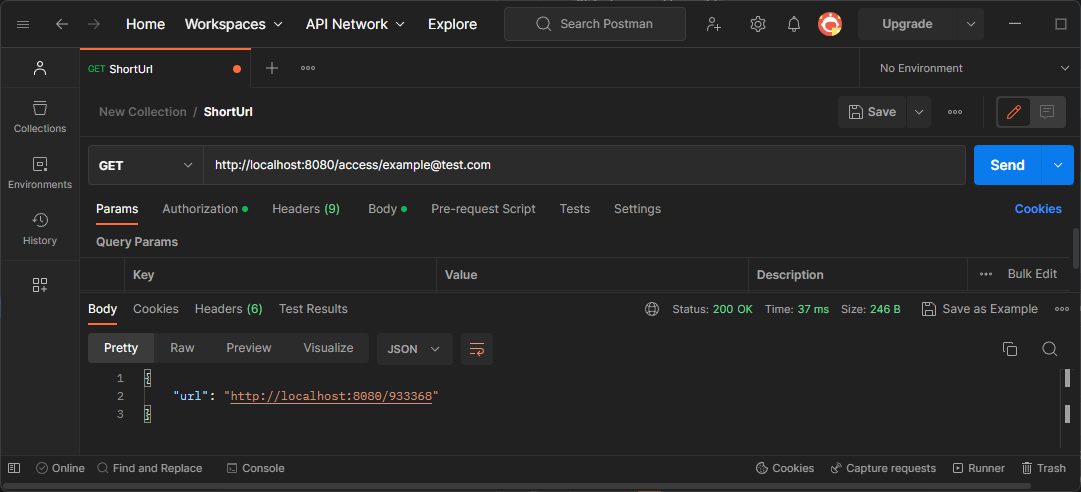 Home Workspaces API Network Explore Search Postman Upgrade
GET ShortUrl No Environment
New Collection / ShortUrl Save
GET http://localhost:8080/access/example@test.com Send
Params Authorization Headers (9) Body Pre-request Script Tests Settings Cookies
Query Params
Key Value Description Bulk Edit
Body Cookies Headers (6) Test Results Status: 200 OK Time: 37 ms Size: 246 B Save as Example
Pretty Raw Preview Visualize JSON
1 {
2 "url": "http://localhost:8080/933368"
3 }
Collections
Environments
History
Online Find and Replace Console Cookies Capture requests Runner Trash